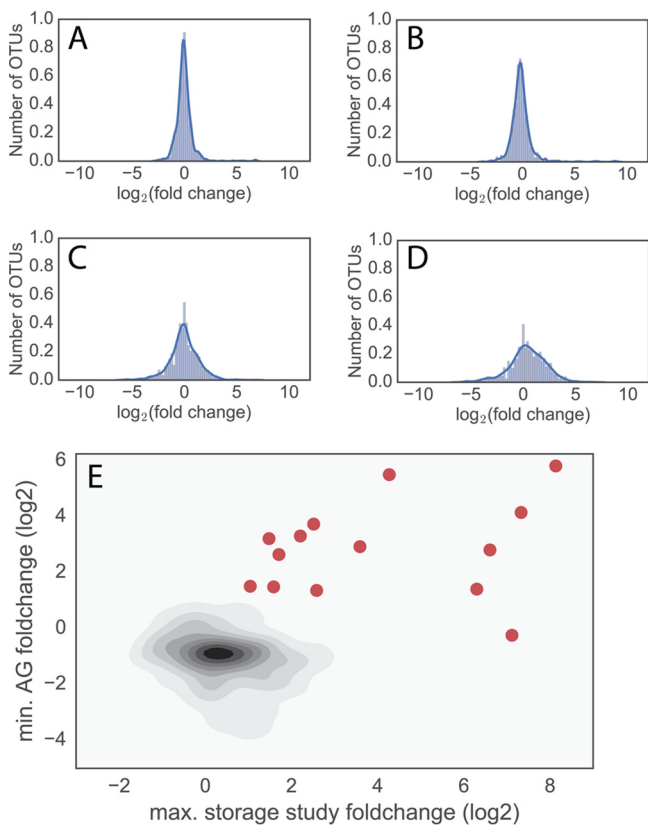 A
Number of OTUs
1.0
0.8
0.6
0.4
0.2
0.0
−10 −5 0 5 10
log₂(fold change)
B
Number of OTUs
1.0
0.8
0.6
0.4
0.2
0.0
−10 −5 0 5 10
log₂(fold change)
C
Number of OTUs
1.0
0.8
0.6
0.4
0.2
0.0
−10 −5 0 5 10
log₂(fold change)
D
Number of OTUs
1.0
0.8
0.6
0.4
0.2
0.0
−10 −5 0 5 10
log₂(fold change)
E
min. AG foldchange (log2)
6
4
2
0
−2
−4
−2 0 2 4 6 8
max. storage study foldchange (log2)